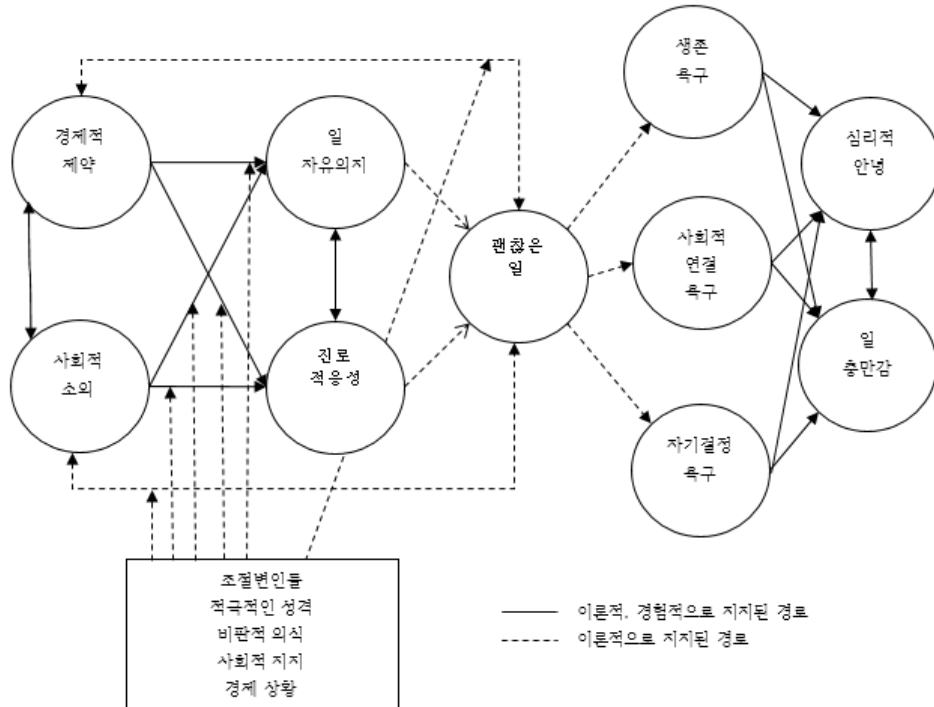 경제적
제약
일
자유의지
사회적
소외
진로
적응성
괜찮은
일
생존
욕구
사회적
연결
욕구
자기결정
욕구
심리적
안녕
일
충만감
조절변인들
적극적인 성격
비판적 의식
사회적 지지
경제 상황
이론적, 경험적으로 지지된 경로
이론적으로 지지된 경로